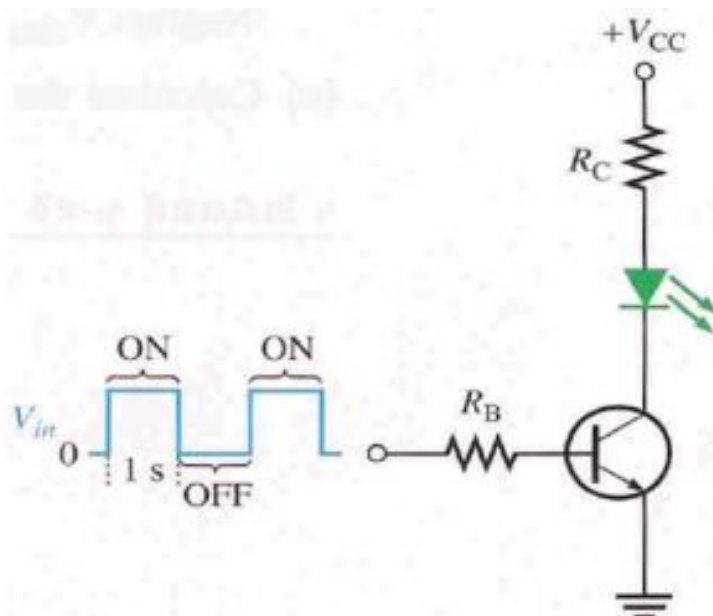 +V_CC
R_C
ON ON
V_in
0
1 s
OFF
R_B